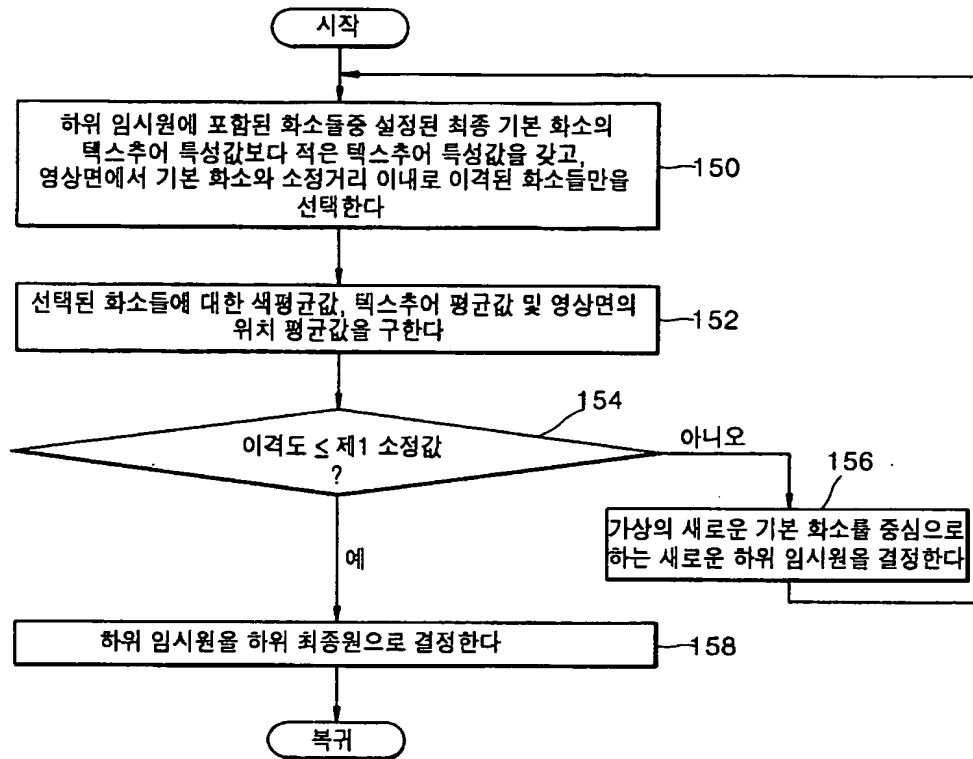 시작
하위 임시원에 포함된 화소들중 설정된 최종 기본 화소의
텍스추어 특성값보다 적은 텍스추어 특성값을 갖고,
영상면에서 기본 화소와 소정거리 이내로 이격된 화소들만을
선택한다
150
선택된 화소들에 대한 색평균값, 텍스추어 평균값 및 영상면의
위치 평균값을 구한다
152
154
이격도 ≤ 제1 소정값
?
아니오
156
가상의 새로운 기본 화소를 중심으로
하는 새로운 하위 임시원을 결정한다
예
하위 임시원을 하위 최종원으로 결정한다
158
복귀